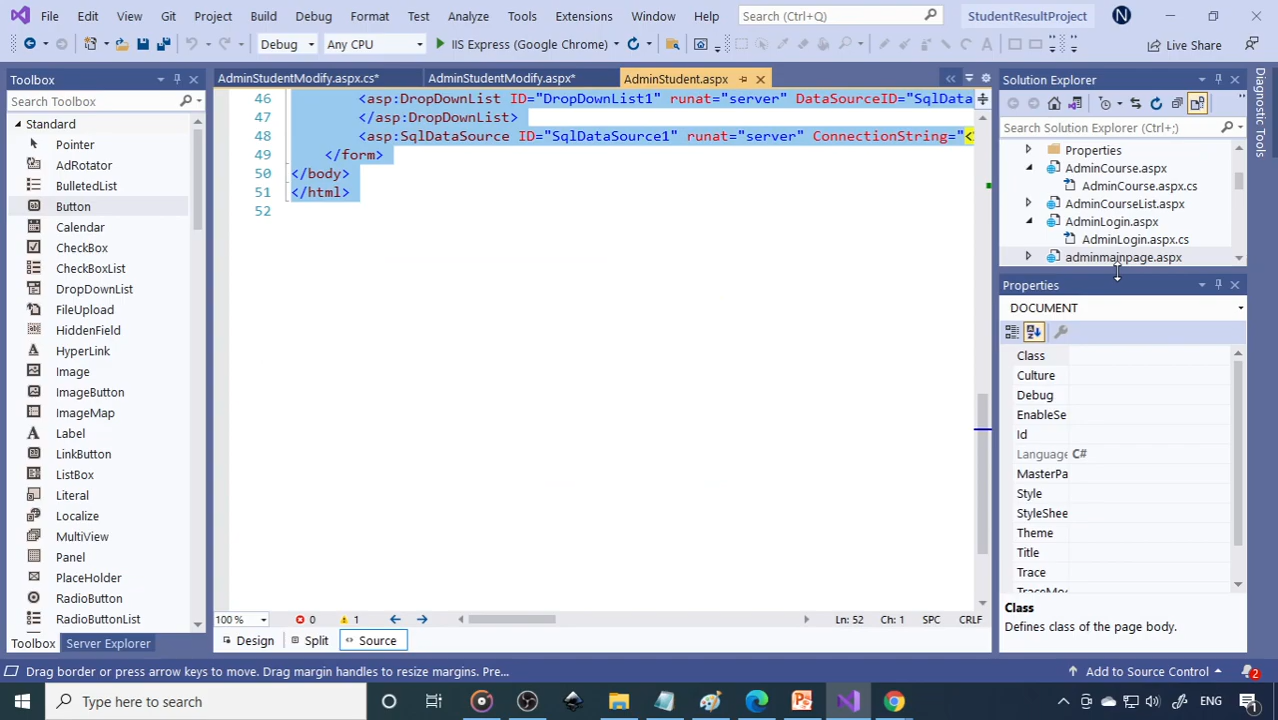 File Edit View Git Project Build Debug Format Test Analyze Tools Extensions Window Help Search (Ctrl+Q) StudentResultProject N
Debug Any CPU IIS Express (Google Chrome) Live Share
Toolbox
Search Toolbox
Standard
Pointer
AdRotator
BulletedList
Button
Calendar
CheckBox
CheckBoxList
DropDownList
FileUpload
HiddenField
HyperLink
Image
ImageButton
ImageMap
Label
LinkButton
ListBox
Literal
Localize
MultiView
Panel
PlaceHolder
RadioButton
RadioButtonList
Toolbox Server Explorer
AdminStudentModify.aspx.cs* AdminStudentModify.aspx* AdminStudent.aspx
46 <asp:DropDownList ID="DropDownList1" runat="server" DataSourceID="SqlData
47 </asp:DropDownList>
48 <asp:SqlDataSource ID="SqlDataSource1" runat="server" ConnectionString="<
49 </form>
50 </body>
51 </html>
52
100 % 0 1 Ln: 52 Ch: 1 SPC CRLF
Design Split Source
Solution Explorer
Search Solution Explorer (Ctrl+;)
Properties
AdminCourse.aspx
AdminCourse.aspx.cs
AdminCourseList.aspx
AdminLogin.aspx
AdminLogin.aspx.cs
adminmainpage.aspx
Properties
DOCUMENT
Class
Culture
Debug
EnableSe
Id
Language C#
MasterPa
Style
StyleShee
Theme
Title
Trace
TraceMod
Class
Defines class of the page body.
Diagnostic Tools
Drag border or press arrow keys to move. Drag margin handles to resize margins. Pre... Add to Source Control 2
Type here to search ENG 1